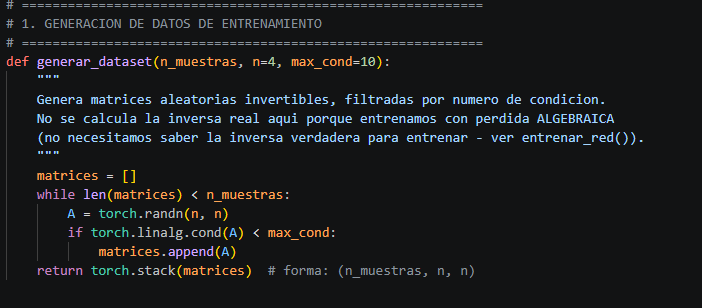 # ============================================================
# 1. GENERACION DE DATOS DE ENTRENAMIENTO
# ============================================================
def generar_dataset(n_muestras, n=4, max_cond=10):
    """
    Genera matrices aleatorias invertibles, filtradas por numero de condicion.
    No se calcula la inversa real aqui porque entrenamos con perdida ALGEBRAICA
    (no necesitamos saber la inversa verdadera para entrenar - ver entrenar_red()).
    """
    matrices = []
    while len(matrices) < n_muestras:
        A = torch.randn(n, n)
        if torch.linalg.cond(A) < max_cond:
            matrices.append(A)
    return torch.stack(matrices)  # forma: (n_muestras, n, n)